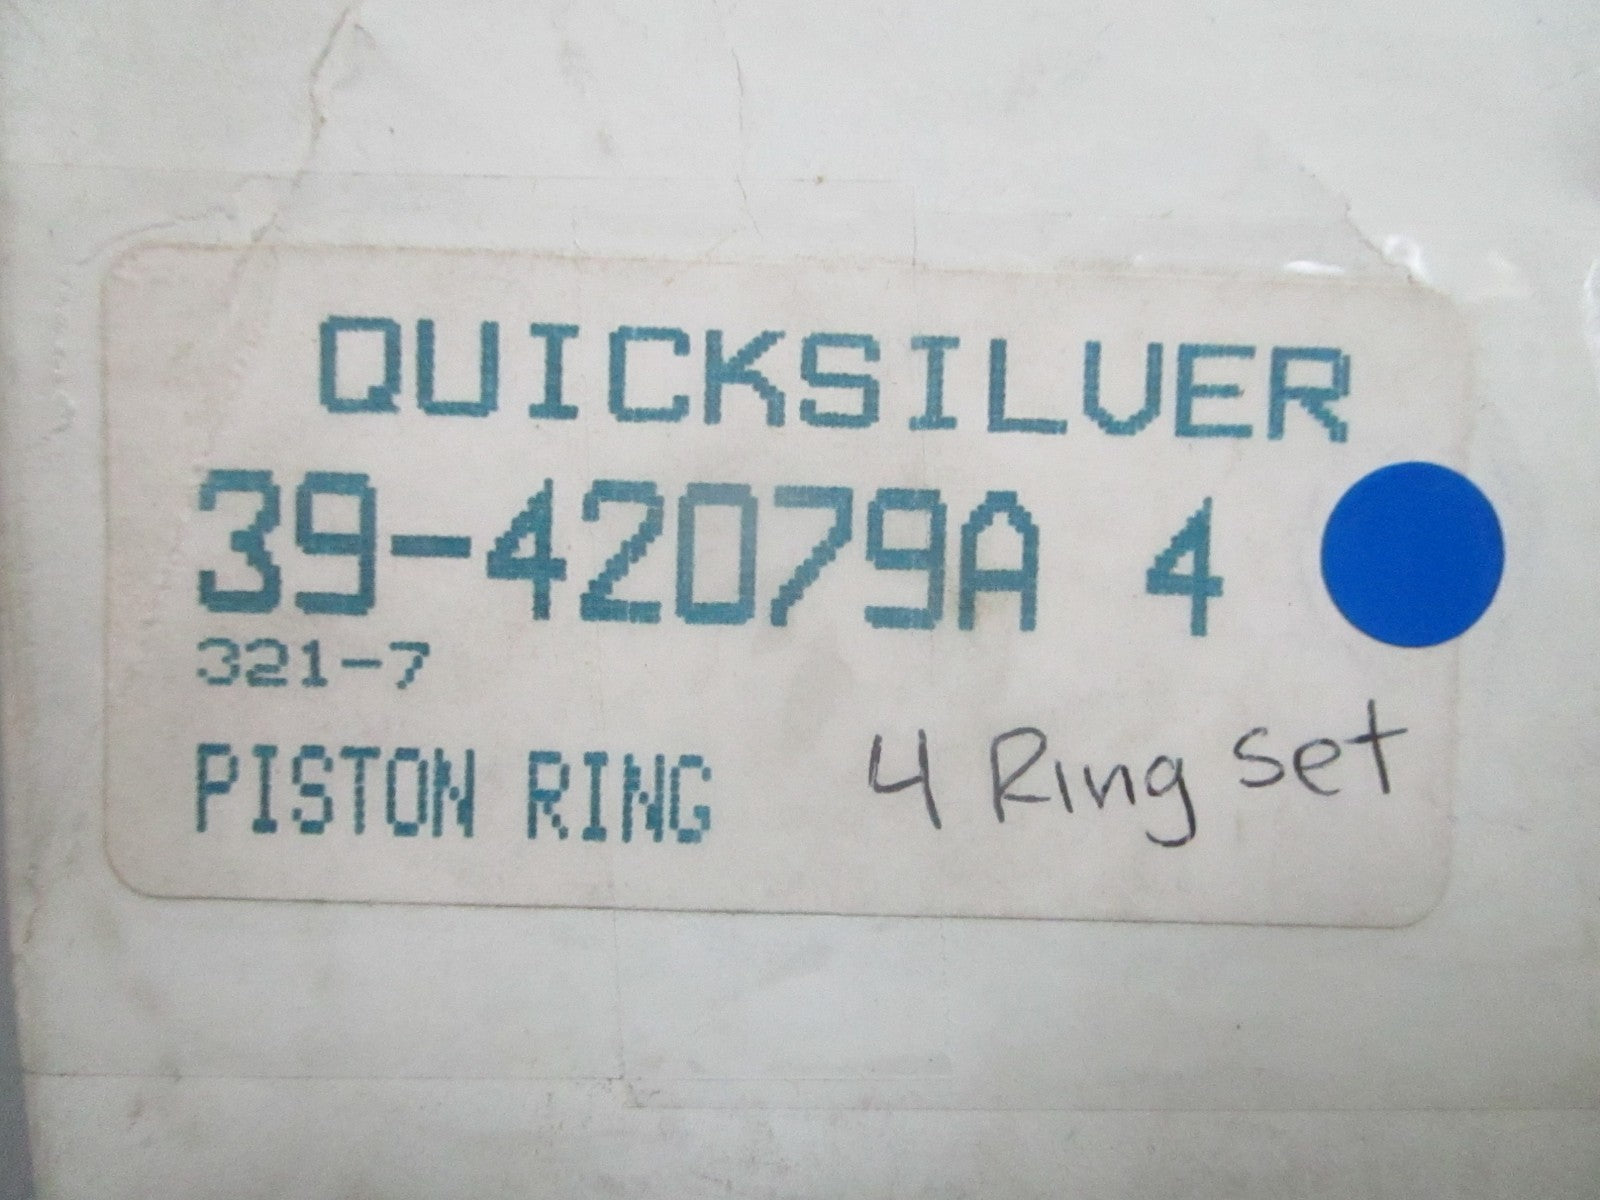 QUICKSILVER
39-42079A 4
321-7
PISTON RING 4 Ring Set